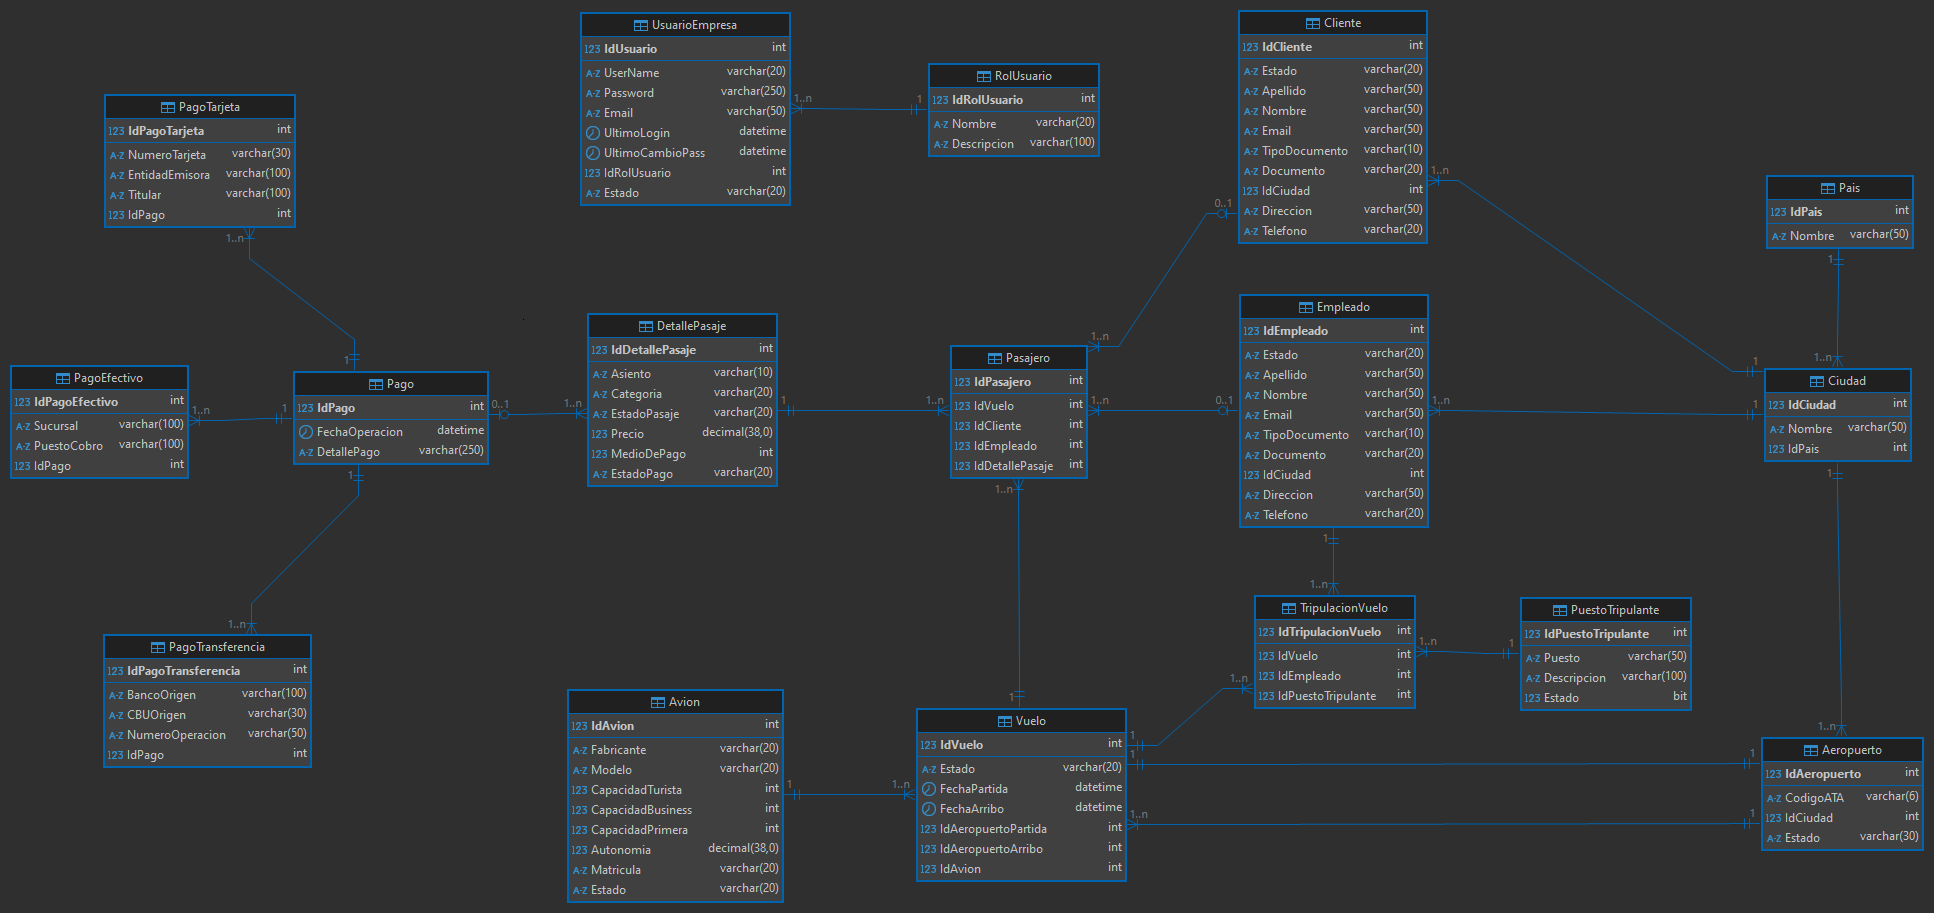 UsuarioEmpresa
123 IdUsuario int
A-Z UserName varchar(20)
A-Z Password varchar(250)
A-Z Email varchar(50)
UltimoLogin datetime
UltimoCambioPass datetime
123 IdRolUsuario int
A-Z Estado varchar(20)
1..n
1
RolUsuario
123 IdRolUsuario int
A-Z Nombre varchar(20)
A-Z Descripcion varchar(100)
Cliente
123 IdCliente int
A-Z Estado varchar(20)
A-Z Apellido varchar(50)
A-Z Nombre varchar(50)
A-Z Email varchar(50)
A-Z TipoDocumento varchar(10)
A-Z Documento varchar(20)
123 IdCiudad int
A-Z Direccion varchar(50)
A-Z Telefono varchar(20)
1..n
0..1
Pais
123 IdPais int
A-Z Nombre varchar(50)
1
1..n
PagoTarjeta
123 IdPagoTarjeta int
A-Z NumeroTarjeta varchar(30)
A-Z EntidadEmisora varchar(100)
A-Z Titular varchar(100)
123 IdPago int
1..n
1
PagoEfectivo
123 IdPagoEfectivo int
A-Z Sucursal varchar(100)
A-Z PuestoCobro varchar(100)
123 IdPago int
1..n
1
Pago
123 IdPago int
FechaOperacion datetime
A-Z DetallePago varchar(250)
0..1
1..n
1
DetallePasaje
123 IdDetallePasaje int
A-Z Asiento varchar(10)
A-Z Categoria varchar(20)
A-Z EstadoPasaje varchar(20)
123 Precio decimal(38,0)
123 MedioDePago int
A-Z EstadoPago varchar(20)
1
1..n
Pasajero
123 IdPasajero int
123 IdVuelo int
123 IdCliente int
123 IdEmpleado int
123 IdDetallePasaje int
1..n
1..n
0..1
1..n
Empleado
123 IdEmpleado int
A-Z Estado varchar(20)
A-Z Apellido varchar(50)
A-Z Nombre varchar(50)
A-Z Email varchar(50)
A-Z TipoDocumento varchar(10)
A-Z Documento varchar(20)
123 IdCiudad int
A-Z Direccion varchar(50)
A-Z Telefono varchar(20)
1..n
1
1
1
Ciudad
123 IdCiudad int
A-Z Nombre varchar(50)
123 IdPais int
1
1..n
PagoTransferencia
123 IdPagoTransferencia int
A-Z BancoOrigen varchar(100)
A-Z CBUOrigen varchar(30)
A-Z NumeroOperacion varchar(50)
123 IdPago int
1..n
TripulacionVuelo
123 IdTripulacionVuelo int
123 IdVuelo int
123 IdEmpleado int
123 IdPuestoTripulante int
1..n
1..n
1..n
1
PuestoTripulante
123 IdPuestoTripulante int
A-Z Puesto varchar(50)
A-Z Descripcion varchar(100)
123 Estado bit
Avion
123 IdAvion int
A-Z Fabricante varchar(20)
A-Z Modelo varchar(20)
123 CapacidadTurista int
123 CapacidadBusiness int
123 CapacidadPrimera int
123 Autonomia decimal(38,0)
A-Z Matricula varchar(20)
A-Z Estado varchar(20)
1
1..n
1
Vuelo
123 IdVuelo int
A-Z Estado varchar(20)
FechaPartida datetime
FechaArribo datetime
123 IdAeropuertoPartida int
123 IdAeropuertoArribo int
123 IdAvion int
1
1
1..n
1
1
Aeropuerto
123 IdAeropuerto int
A-Z CodigoATA varchar(6)
123 IdCiudad int
A-Z Estado varchar(30)